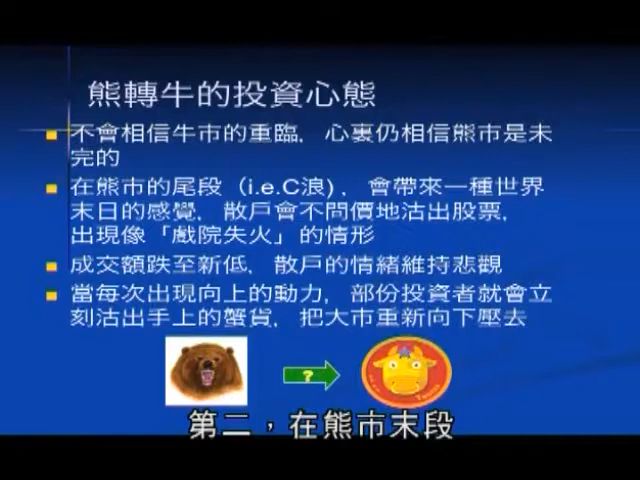 熊轉牛的投資心態
不會相信牛市的重臨，心裏仍相信熊市是未
完的
在熊市的尾段（i.e.C浪），會帶來一種世界
末日的感覺，散戶會不問價地沽出股票，
出現像「戲院失火」的情形
成交額跌至新低，散戶的情緒維持悲觀
當每次出現向上的動力，部份投資者就會立
刻沽出手上的蟹貨，把大市重新向下壓去
?
第二，在熊市末段